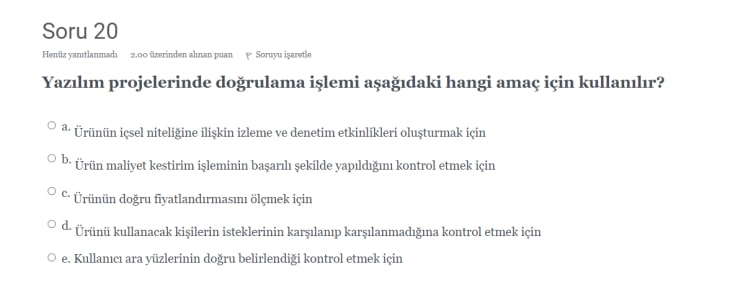 Soru 20
Henüz yanıtlanmadı 2,00 üzerinden alınan puan Soruyu işaretle
Yazılım projelerinde doğrulama işlemi aşağıdaki hangi amaç için kullanılır?
a. Ürünün içsel niteliğine ilişkin izleme ve denetim etkinlikleri oluşturmak için
b. Ürün maliyet kestirim işleminin başarılı şekilde yapıldığını kontrol etmek için
c. Ürünün doğru fiyatlandırmasını ölçmek için
d. Ürünü kullanacak kişilerin isteklerinin karşılanıp karşılanmadığına kontrol etmek için
e. Kullanıcı ara yüzlerinin doğru belirlendiği kontrol etmek için